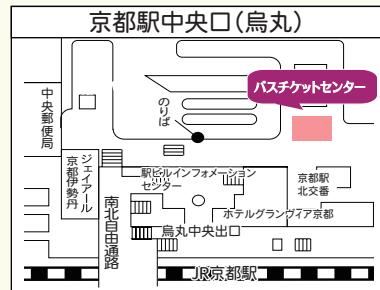 京都駅中央口(烏丸)
バスチケットセンター
中央郵便局
のりば
ジェイアール
京都伊勢丹
駅ビルインフォメーション
センター
京都駅
北交番
南北自由通路
ホテルグランヴィア京都
烏丸中央出口
JR京都駅